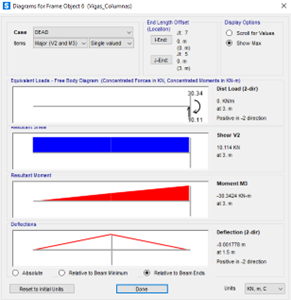 Diagrams for Frame Object 6 (Vigas_Columnas)
End Length Offset
(Location)
Display Options
Case
DEAD
Items
Major (V2 and M3)
Single valued
I-End:
Jt: 7
0. m
(0. m)
J-End:
Jt: 5
0. m
(3. m)
Scroll for Values
Show Max
Equivalent Loads - Free Body Diagram (Concentrated Forces in KN, Concentrated Moments in KN-m)
30.34
10.11
Dist Load (2-dir)
0. KN/m
at 3. m
Positive in -2 direction
Resultant Shear
Shear V2
10.114 KN
at 3. m
Resultant Moment
Moment M3
-30.3424 KN-m
at 3. m
Deflections
Deflection (2-dir)
-0.001778 m
at 1.5 m
Positive in -2 direction
Absolute
Relative to Beam Minimum
Relative to Beam Ends
Reset to Initial Units
Done
Units
KN, m, C